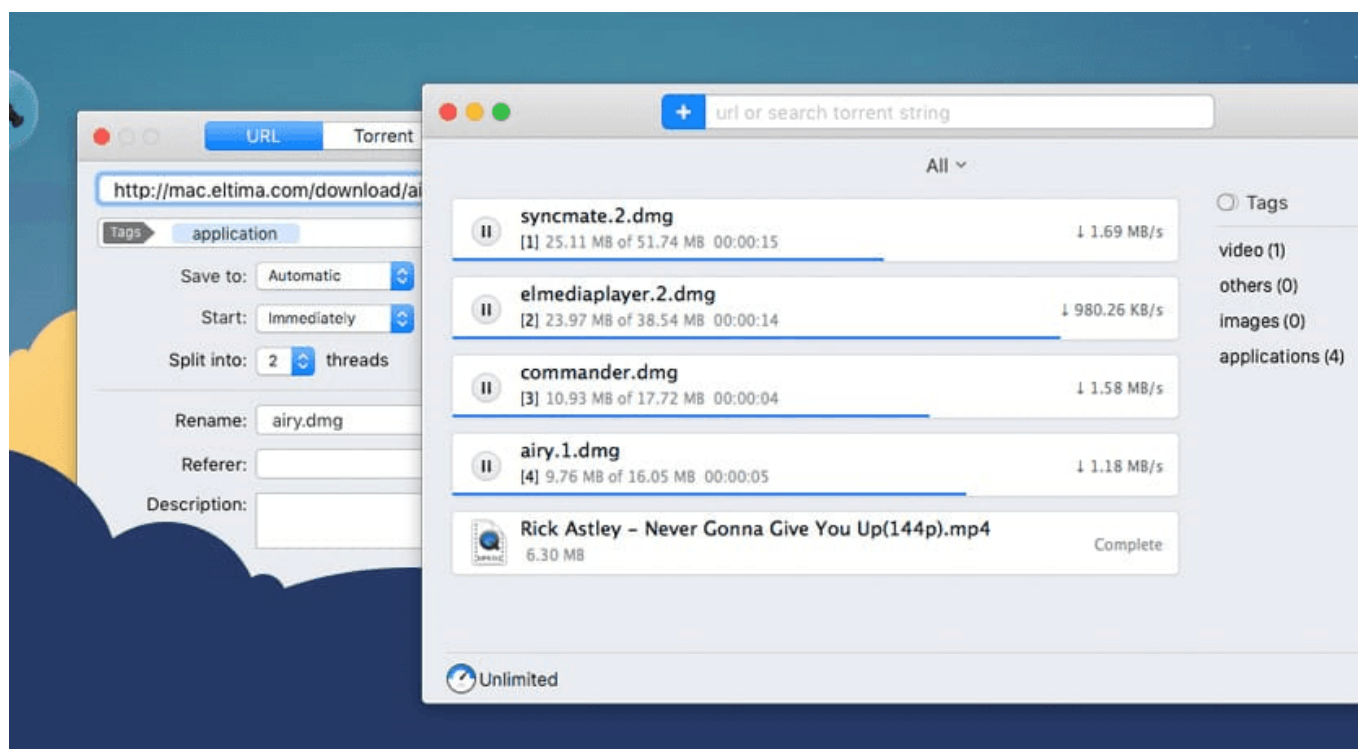 URL Torrent
http://mac.eltima.com/download/ai
Tags application
Save to: Automatic
Start: Immediately
Split into: 2 threads
Rename: airy.dmg
Referer:
Description:
+ url or search torrent string
All
syncmate.2.dmg
[1] 25.11 MB of 51.74 MB 00:00:15
↓ 1.69 MB/s
elmediaplayer.2.dmg
[2] 23.97 MB of 38.54 MB 00:00:14
↓ 980.26 KB/s
commander.dmg
[3] 10.93 MB of 17.72 MB 00:00:04
↓ 1.58 MB/s
airy.1.dmg
[4] 9.76 MB of 16.05 MB 00:00:05
↓ 1.18 MB/s
Rick Astley – Never Gonna Give You Up(144p).mp4
6.30 MB
Complete
Unlimited
Tags
video (1)
others (0)
images (0)
applications (4)